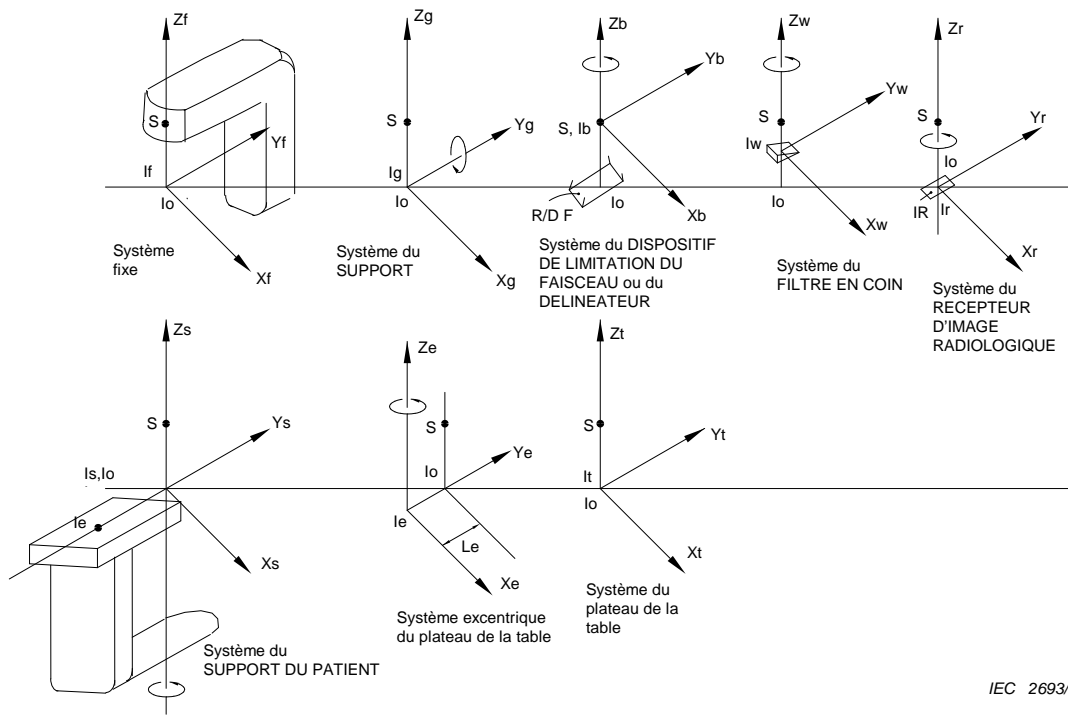 Zf
S
Yf
If
Io
Xf
Système
fixe
Zg
S
Yg
Ig
Io
Xg
Système du
SUPPORT
Zb
Yb
S, Ib
R/D F
Io
Xb
Système du DISPOSITIF
DE LIMITATION DU
FAISCEAU ou du
DELINEATEUR
Zw
Yw
S
Iw
Io
Xw
Système du
FILTRE EN COIN
Zr
S
Yr
Io
IR
Ir
Xr
Système du
RECEPTEUR
D'IMAGE
RADIOLOGIQUE
Zs
S
Ys
Is,Io
Ie
Xs
Système du
SUPPORT DU PATIENT
Ze
S
Ye
Io
Ie
Le
Xe
Système excentrique
du plateau de la table
Zt
S
Yt
It
Io
Xt
Système du
plateau de la
table
IEC 2693/